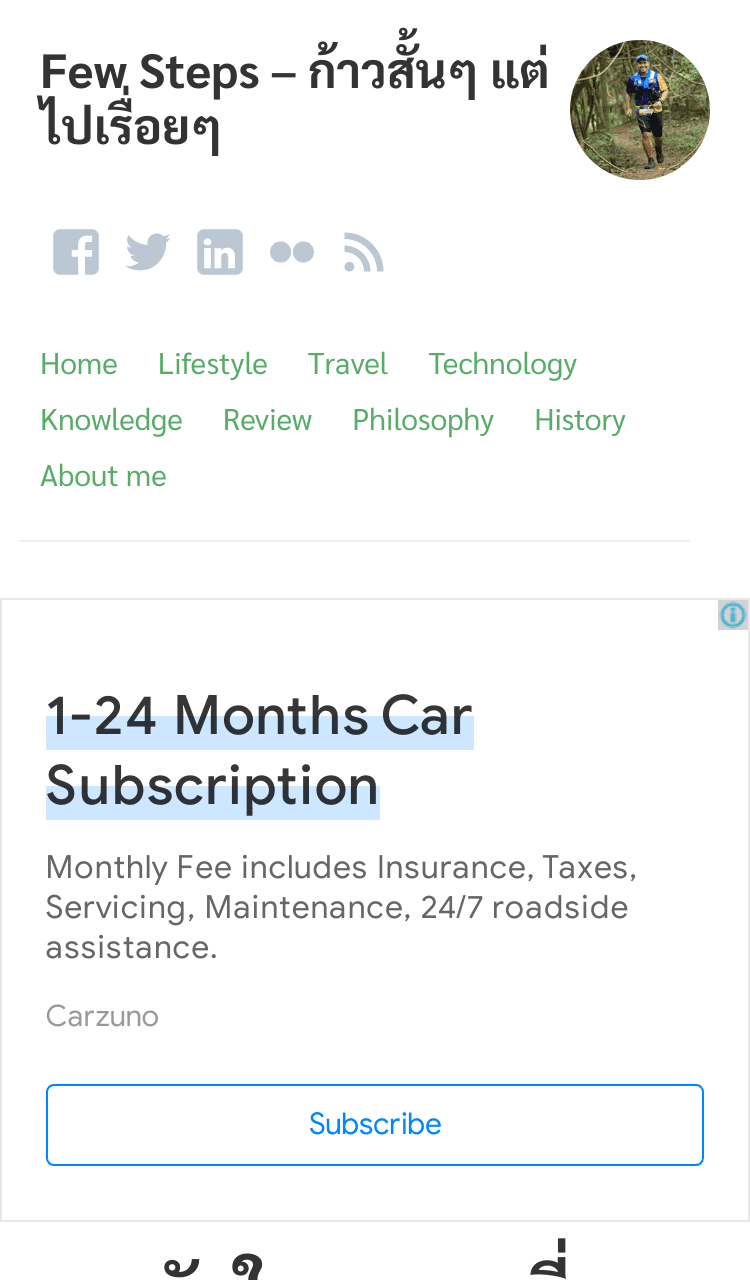 Few Steps – ก้าวสั้นๆ แต่
ไปเรื่อยๆ
Home Lifestyle Travel Technology
Knowledge Review Philosophy History
About me
1-24 Months Car
Subscription
Monthly Fee includes Insurance, Taxes,
Servicing, Maintenance, 24/7 roadside
assistance.
Carzuno
Subscribe